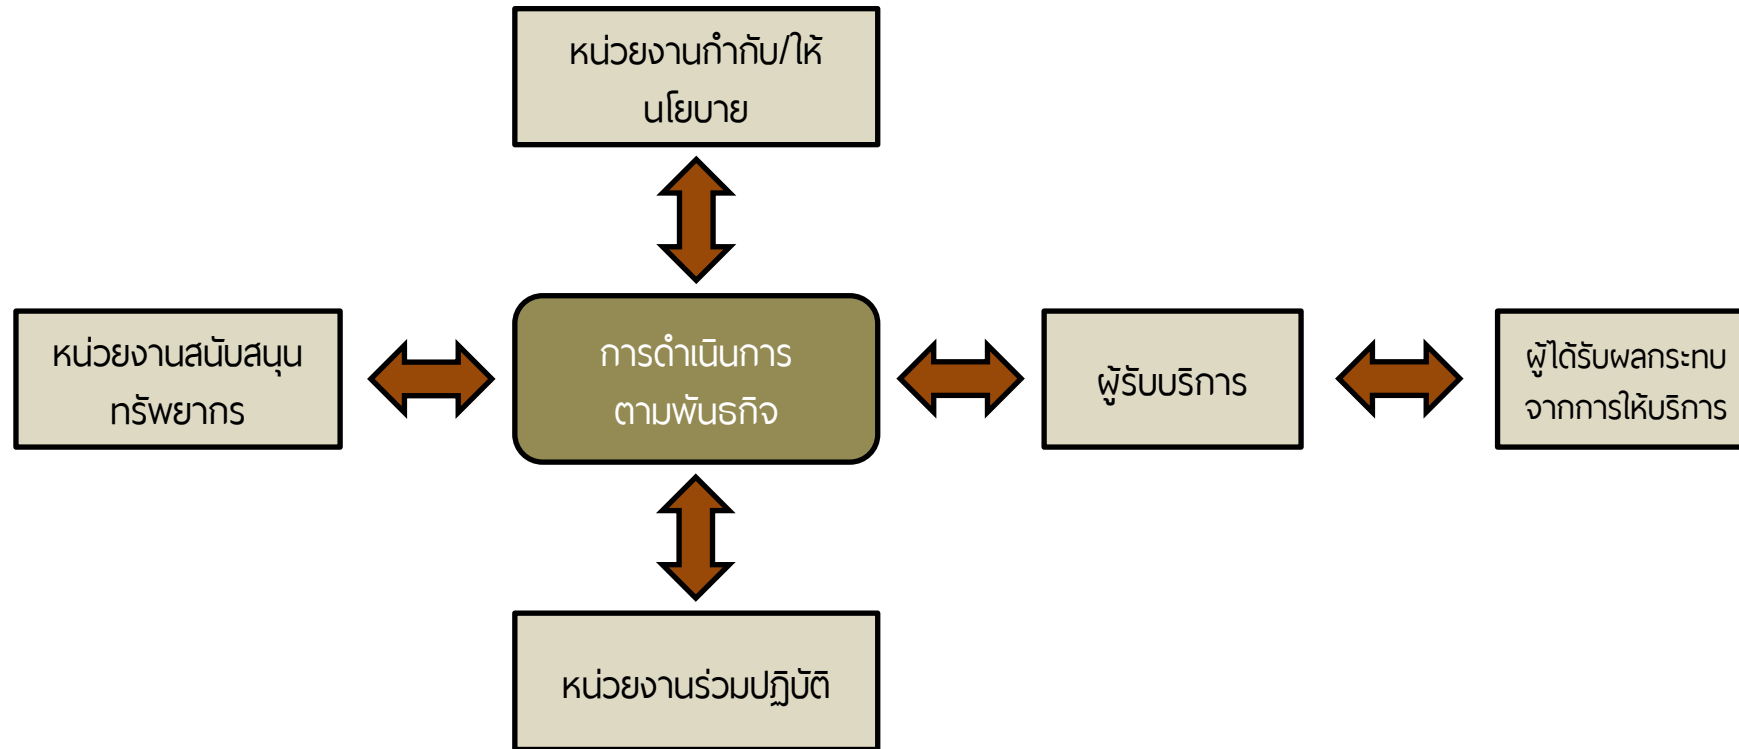 หน่วยงานกำกับ/ให้
นโยบาย
หน่วยงานสนับสนุน
ทรัพยากร
การดำเนินการ
ตามพันธกิจ
ผู้รับบริการ
ผู้ได้รับผลกระทบ
จากการให้บริการ
หน่วยงานร่วมปฏิบัติ